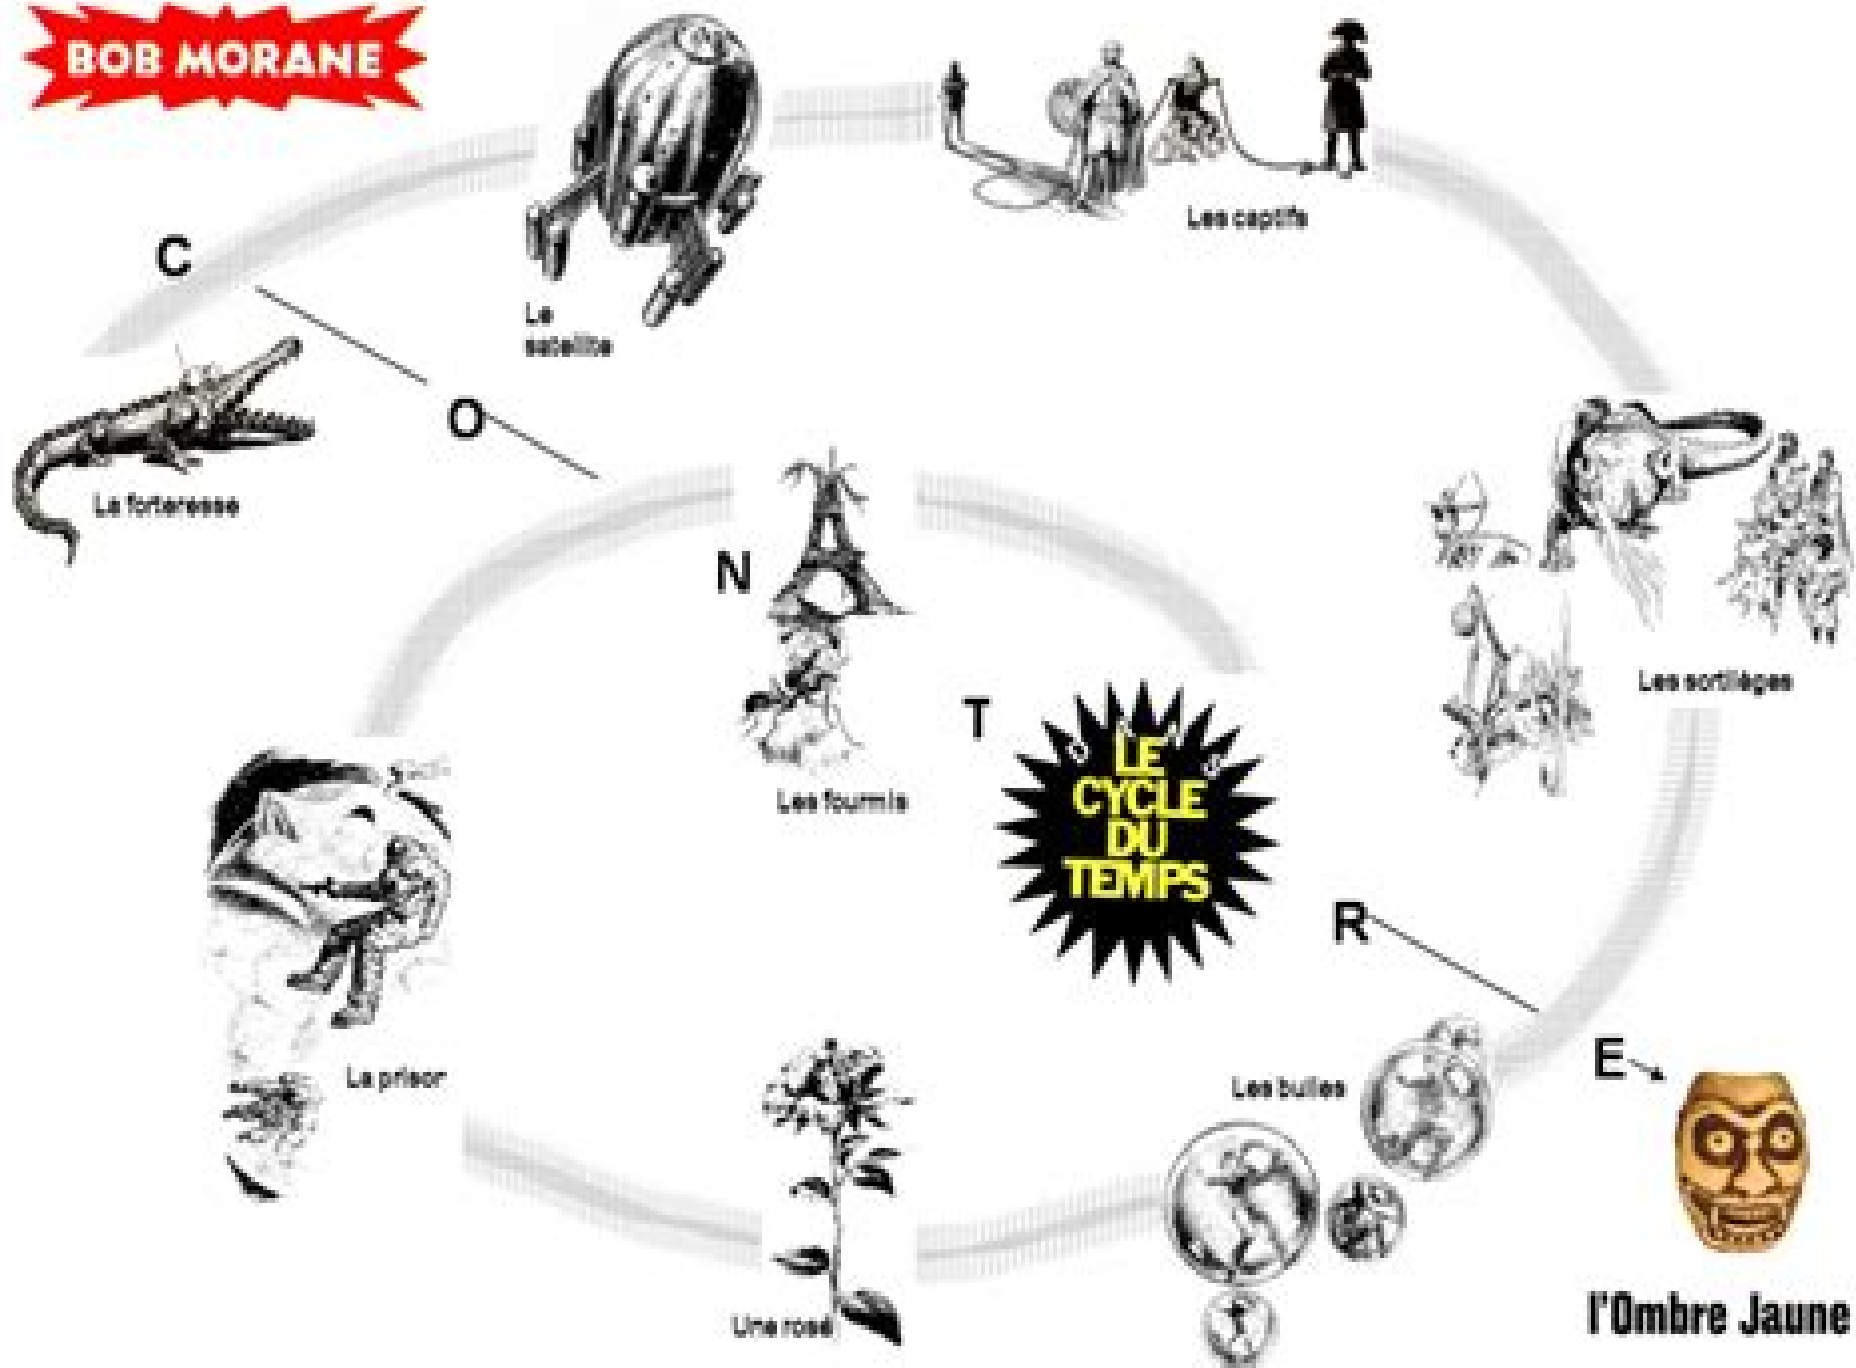 BOB MORANE
C
Le
satellite
Les captifs
O
La forteresse
N
Les sortilèges
T
DANS
LE
CYCLE
DU
TEMPS
Les fourmis
R
E
La prison
Les bulles
Une rose
l'Ombre Jaune